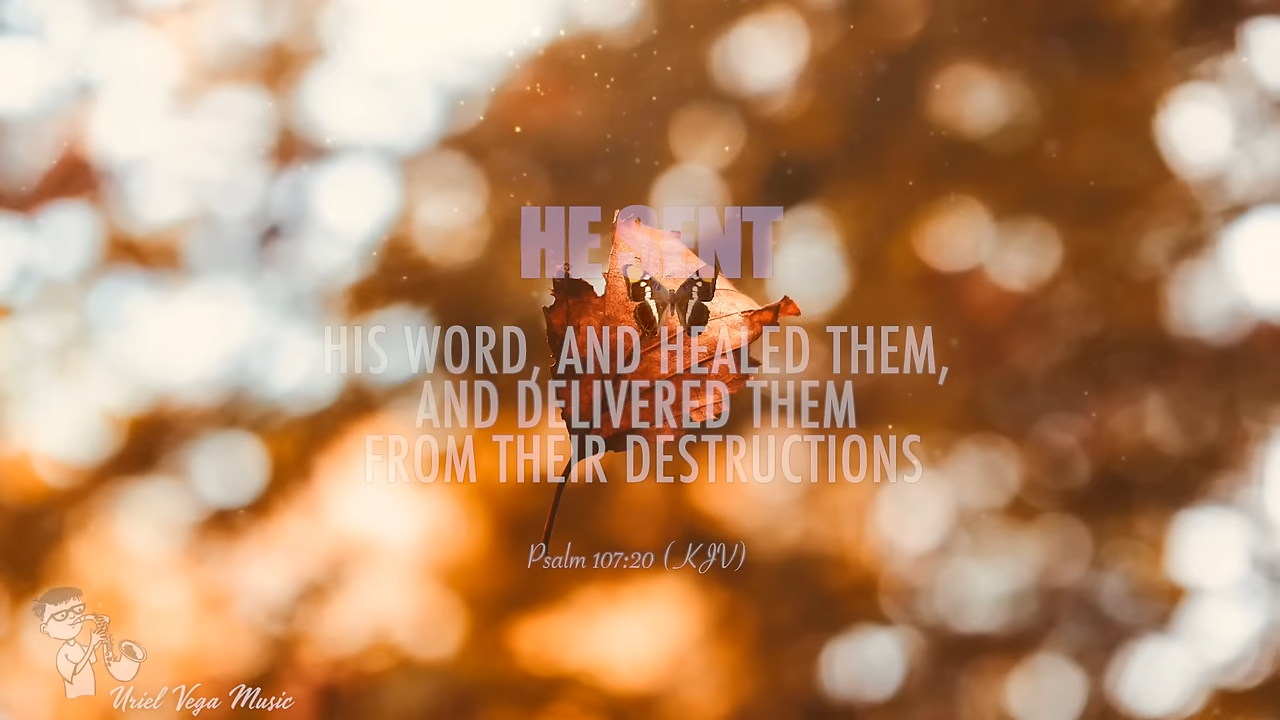 HE SENT
HIS WORD, AND HEALED THEM,
AND DELIVERED THEM
FROM THEIR DESTRUCTIONS
Psalm 107:20 (KJV)
Uriel Vega Music